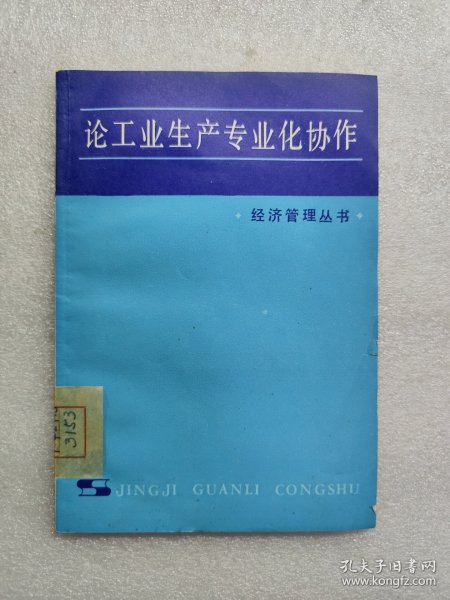 论工业生产专业化协作
经济管理丛书
3153
JINGJI GUANLI CONGSHU
孔夫子旧书网
www.kongfz.com